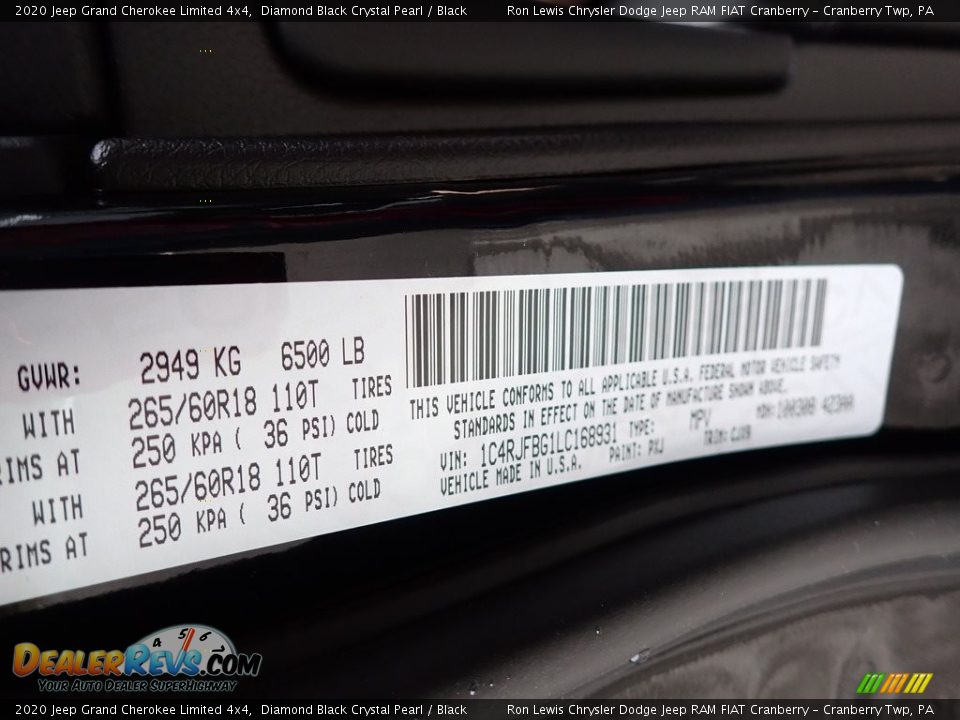 2020 Jeep Grand Cherokee Limited 4x4, Diamond Black Crystal Pearl / Black Ron Lewis Chrysler Dodge Jeep RAM FIAT Cranberry - Cranberry Twp, PA
GVWR: 2949 KG 6500 LB
WITH 265/60R18 110T TIRES
RIMS AT 250 KPA ( 36 PSI) COLD
WITH 265/60R18 110T TIRES
RIMS AT 250 KPA ( 36 PSI) COLD
THIS VEHICLE CONFORMS TO ALL APPLICABLE U.S.A. FEDERAL MOTOR VEHICLE SAFETY
STANDARDS IN EFFECT ON THE DATE OF MANUFACTURE SHOWN ABOVE.
VIN: 1C4RJFBG1LC168931 TYPE: MPV MDH:
VEHICLE MADE IN U.S.A. PAINT: PXJ TRIM:
4 5 6
DEALERREVS.COM
YOUR AUTO DEALER SUPERHIGHWAY
2020 Jeep Grand Cherokee Limited 4x4, Diamond Black Crystal Pearl / Black Ron Lewis Chrysler Dodge Jeep RAM FIAT Cranberry - Cranberry Twp, PA